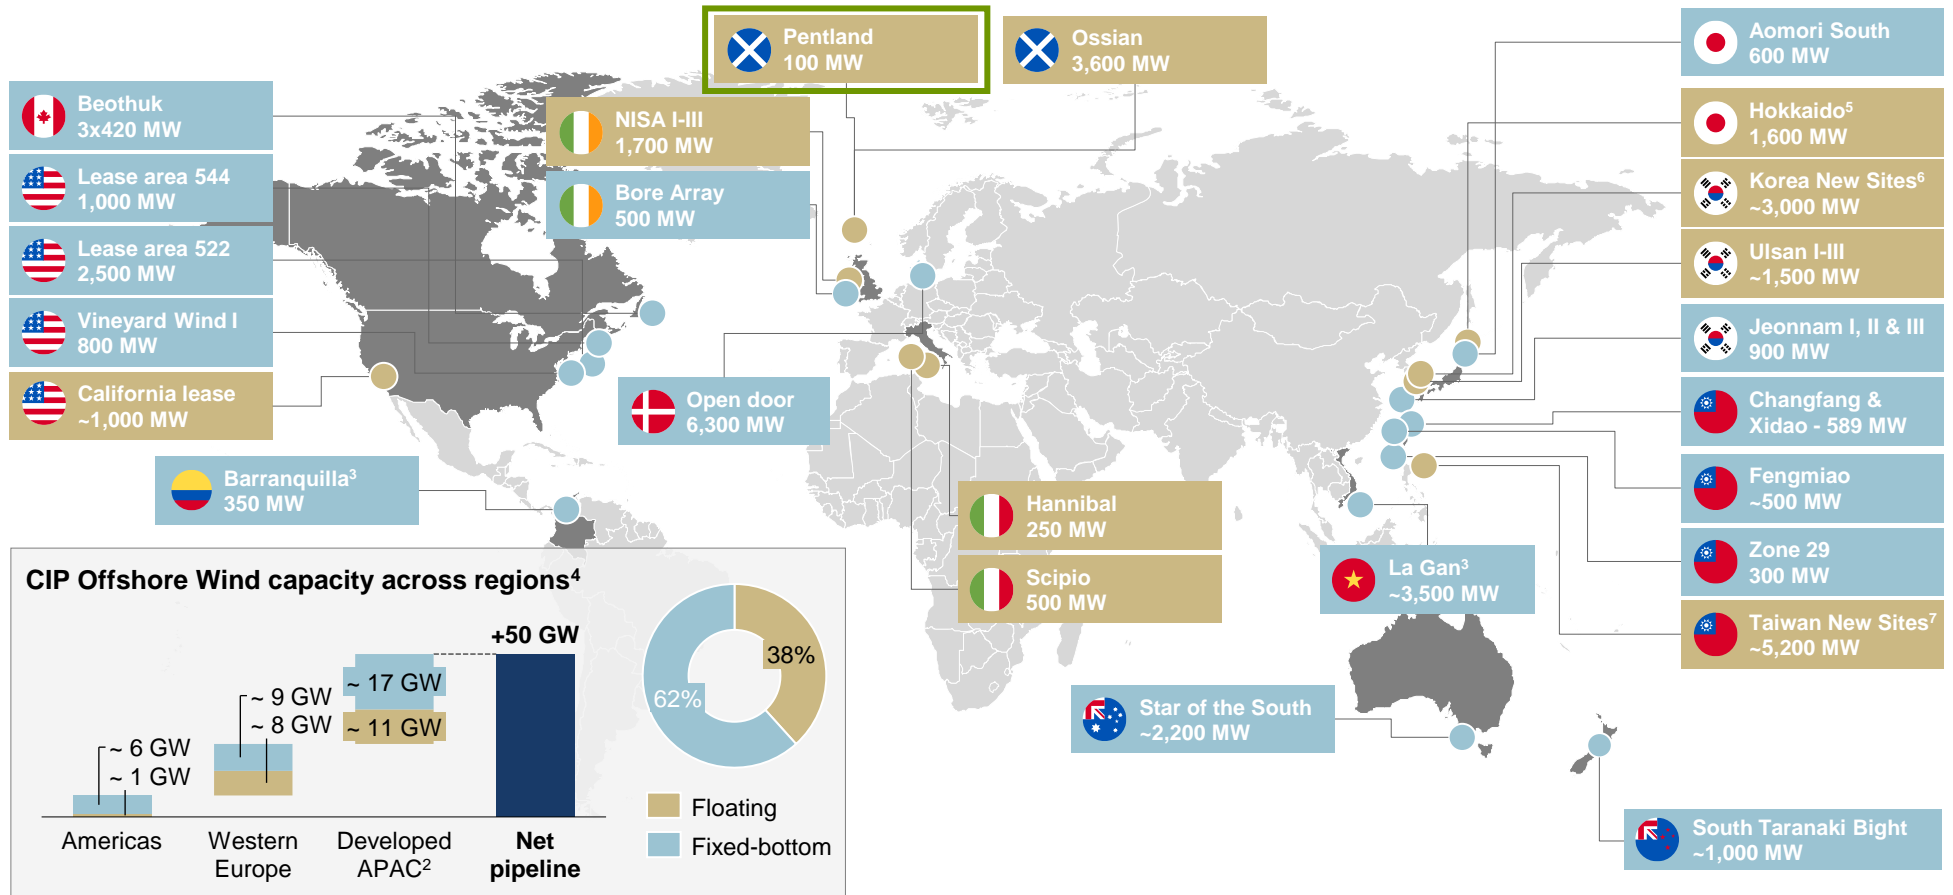 Pentland
100 MW
Ossian
3,600 MW
Beothuk
3x420 MW
Lease area 544
1,000 MW
Lease area 522
2,500 MW
Vineyard Wind I
800 MW
California lease
~1,000 MW
NISA I-III
1,700 MW
Bore Array
500 MW
Open door
6,300 MW
Barranquilla³
350 MW
Hannibal
250 MW
Scipio
500 MW
Aomori South
600 MW
Hokkaido⁵
1,600 MW
Korea New Sites⁶
~3,000 MW
Ulsan I-III
~1,500 MW
Jeonnam I, II & III
900 MW
Changfang &
Xidao - 589 MW
Fengmiao
~500 MW
Zone 29
300 MW
Taiwan New Sites⁷
~5,200 MW
La Gan³
~3,500 MW
Star of the South
~2,200 MW
South Taranaki Bight
~1,000 MW
CIP Offshore Wind capacity across regions⁴
+50 GW
~ 17 GW
~ 11 GW
~ 9 GW
~ 8 GW
~ 6 GW
~ 1 GW
Americas
Western
Europe
Developed
APAC²
Net
pipeline
38%
62%
Floating
Fixed-bottom